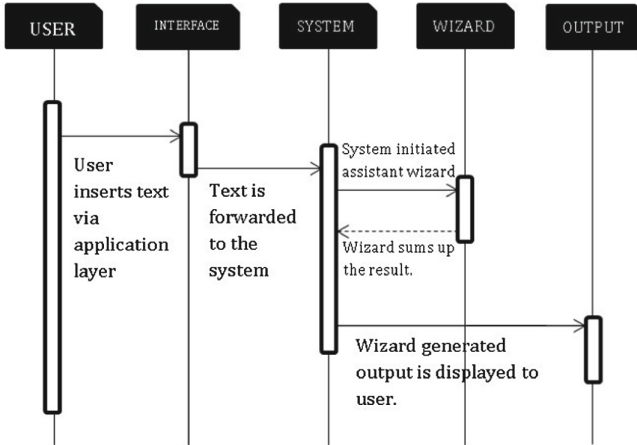 USER
INTERFACE
SYSTEM
WIZARD
OUTPUT
User
inserts text
via
application
layer
Text is
forwarded
to the
system
System initiated
assistant wizard
Wizard sums up
the result.
Wizard generated
output is displayed to
user.